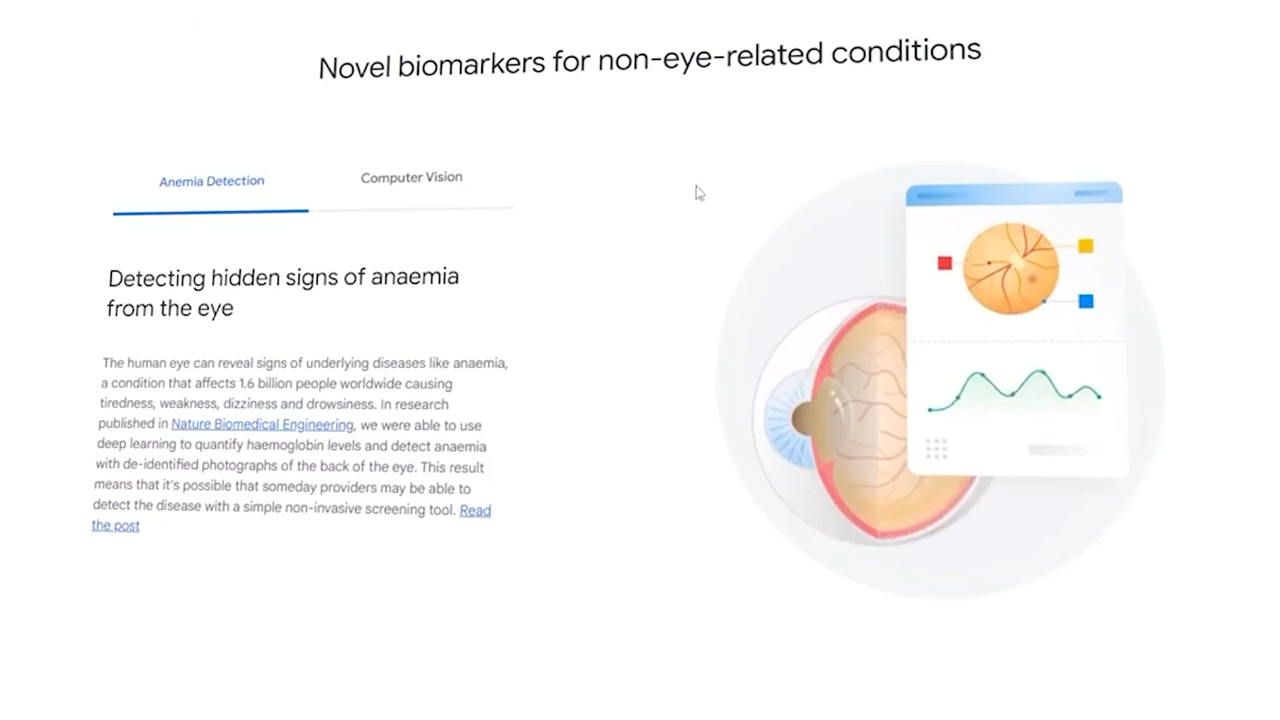 Novel biomarkers for non-eye-related conditions
Anemia Detection
Computer Vision
Detecting hidden signs of anaemia
from the eye
The human eye can reveal signs of underlying diseases like anaemia,
a condition that affects 1.6 billion people worldwide causing
tiredness, weakness, dizziness and drowsiness. In research
published in Nature Biomedical Engineering, we were able to use
deep learning to quantify haemoglobin levels and detect anaemia
with de-identified photographs of the back of the eye. This result
means that it's possible that someday providers may be able to
detect the disease with a simple non-invasive screening tool. Read
the post